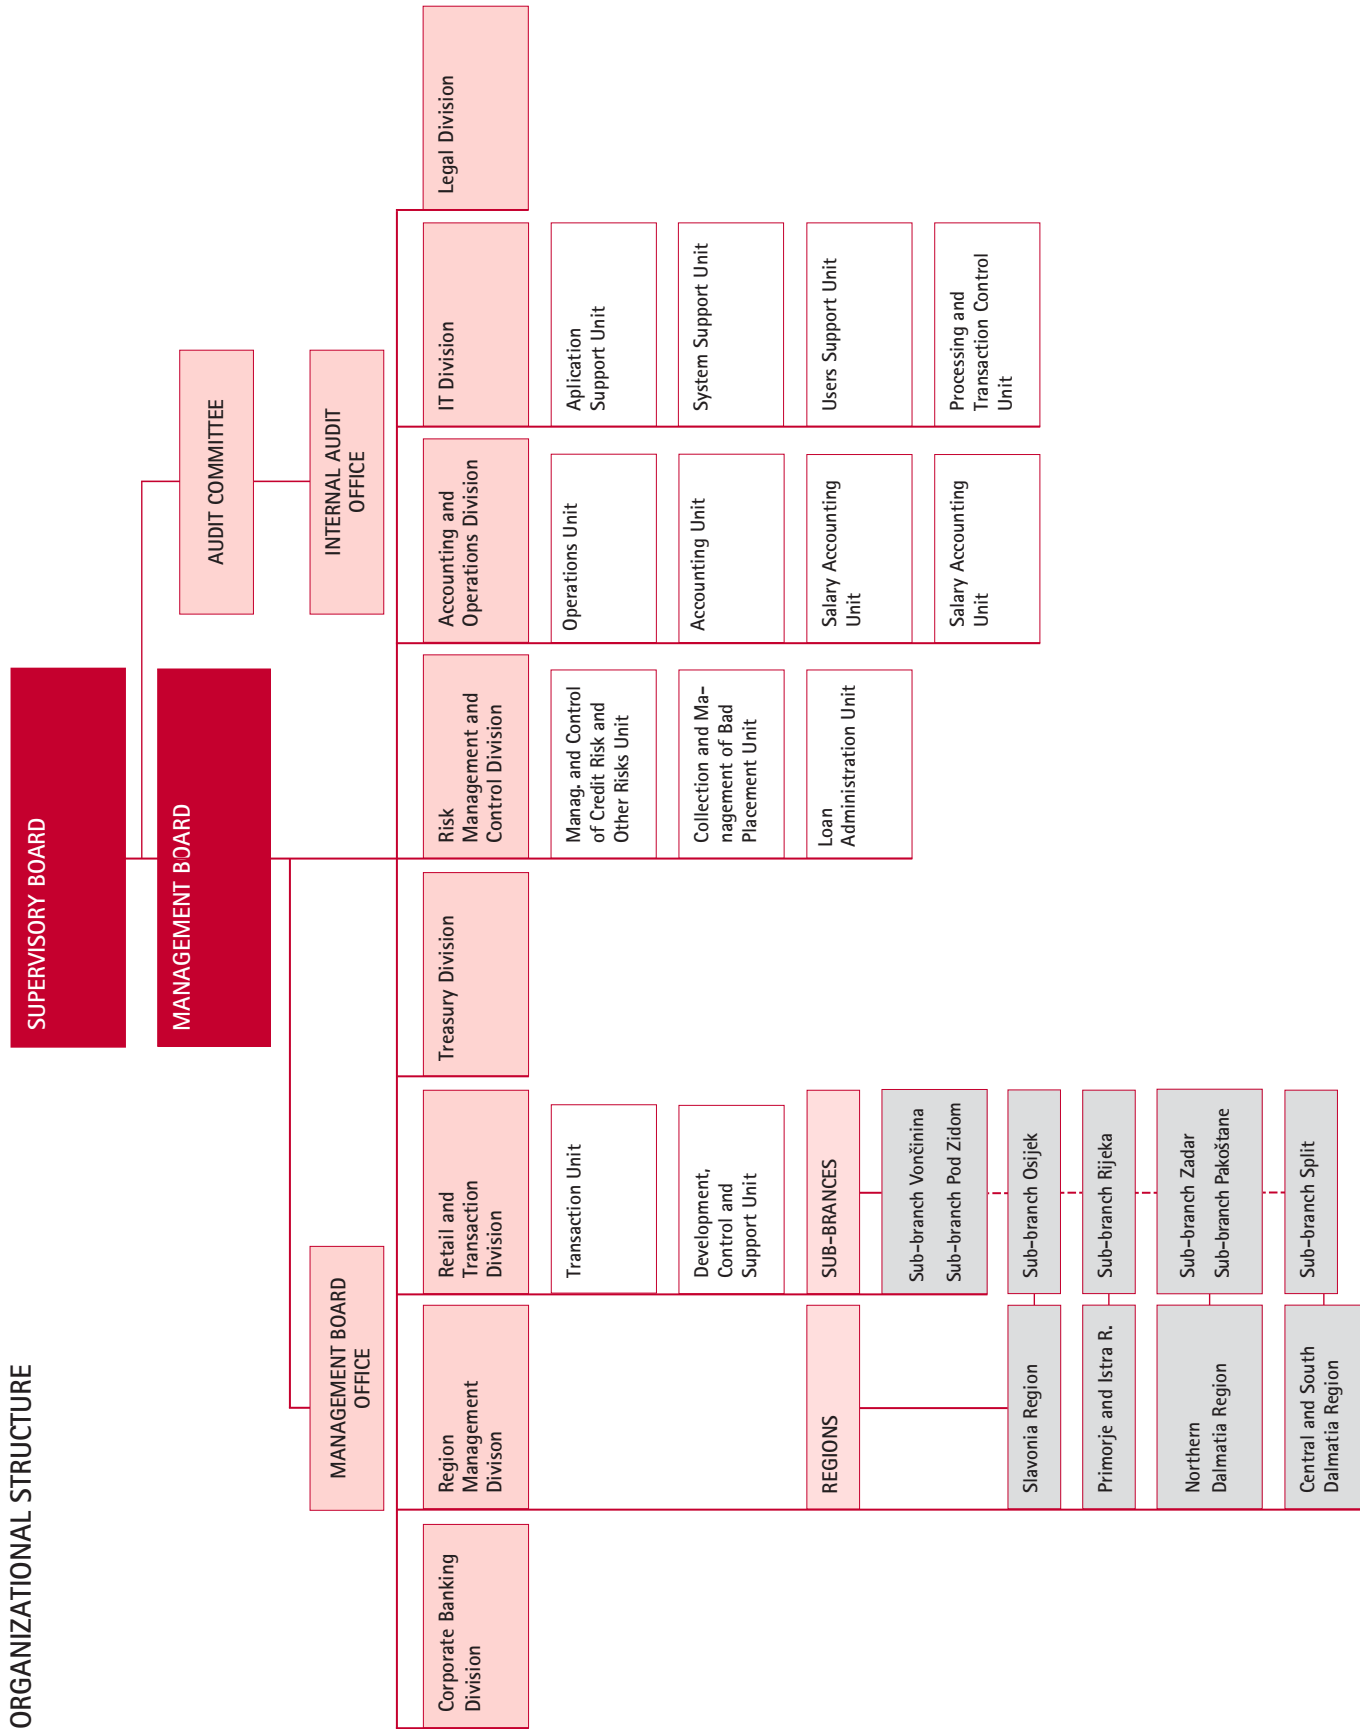 ORGANIZATIONAL STRUCTURE
SUPERVISORY BOARD
MANAGEMENT BOARD
AUDIT COMMITTEE
INTERNAL AUDIT
OFFICE
MANAGEMENT BOARD
OFFICE
Corporate Banking
Division
Region
Management
Divison
REGIONS
Slavonia Region
Primorje and Istra R.
Northern
Dalmatia Region
Central and South
Dalmatia Region
Retail and
Transaction
Division
Transaction Unit
Development,
Control and
Support Unit
SUB-BRANCES
Sub-branch Vončinina
Sub-branch Pod Zidom
Sub-branch Osijek
Sub-branch Rijeka
Sub-branch Zadar
Sub-branch Pakoštane
Sub-branch Split
Treasury Division
Risk
Management and
Control Division
Manag. and Control
of Credit Risk and
Other Risks Unit
Collection and Ma-
nagement of Bad
Placement Unit
Loan
Administration Unit
Accounting and
Operations Division
Operations Unit
Accounting Unit
Salary Accounting
Unit
Salary Accounting
Unit
IT Division
Aplication
Support Unit
System Support Unit
Users Support Unit
Processing and
Transaction Control
Unit
Legal Division